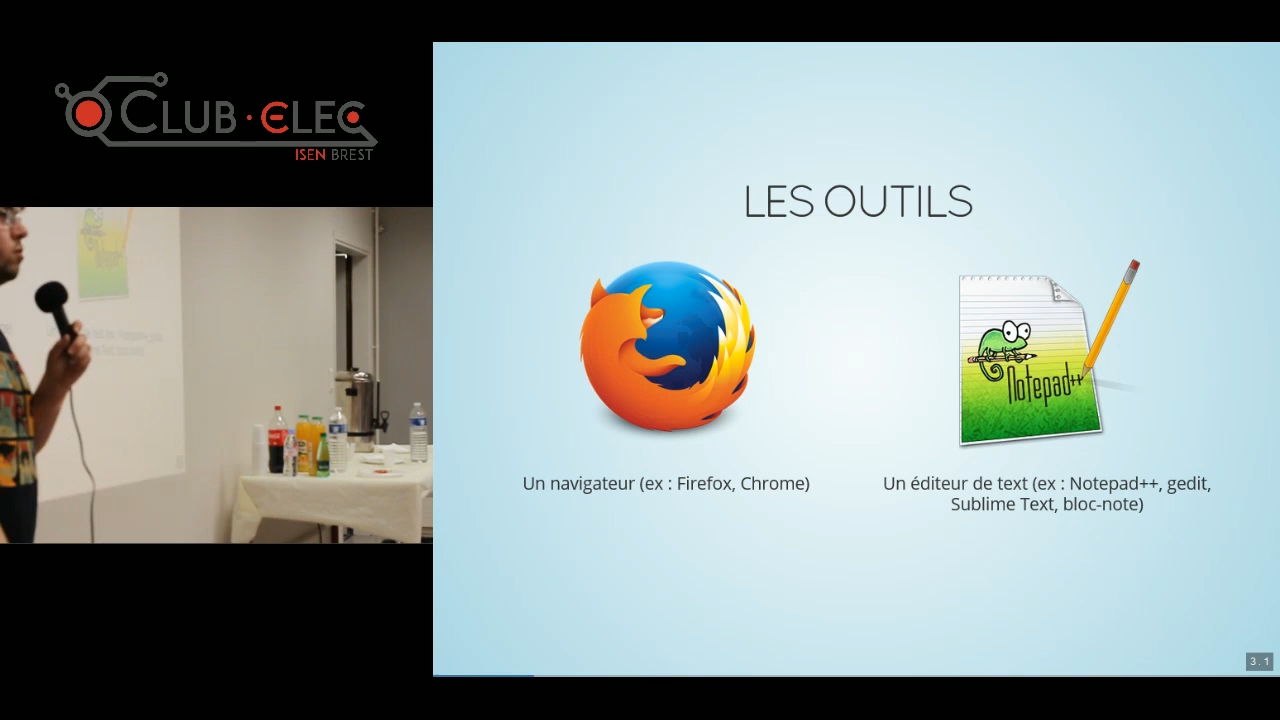 CLUB·ELEC
ISEN BREST
LES OUTILS
Notepad++
Un navigateur (ex : Firefox, Chrome)
Un éditeur de text (ex : Notepad++, gedit,
Sublime Text, bloc-note)
3.1